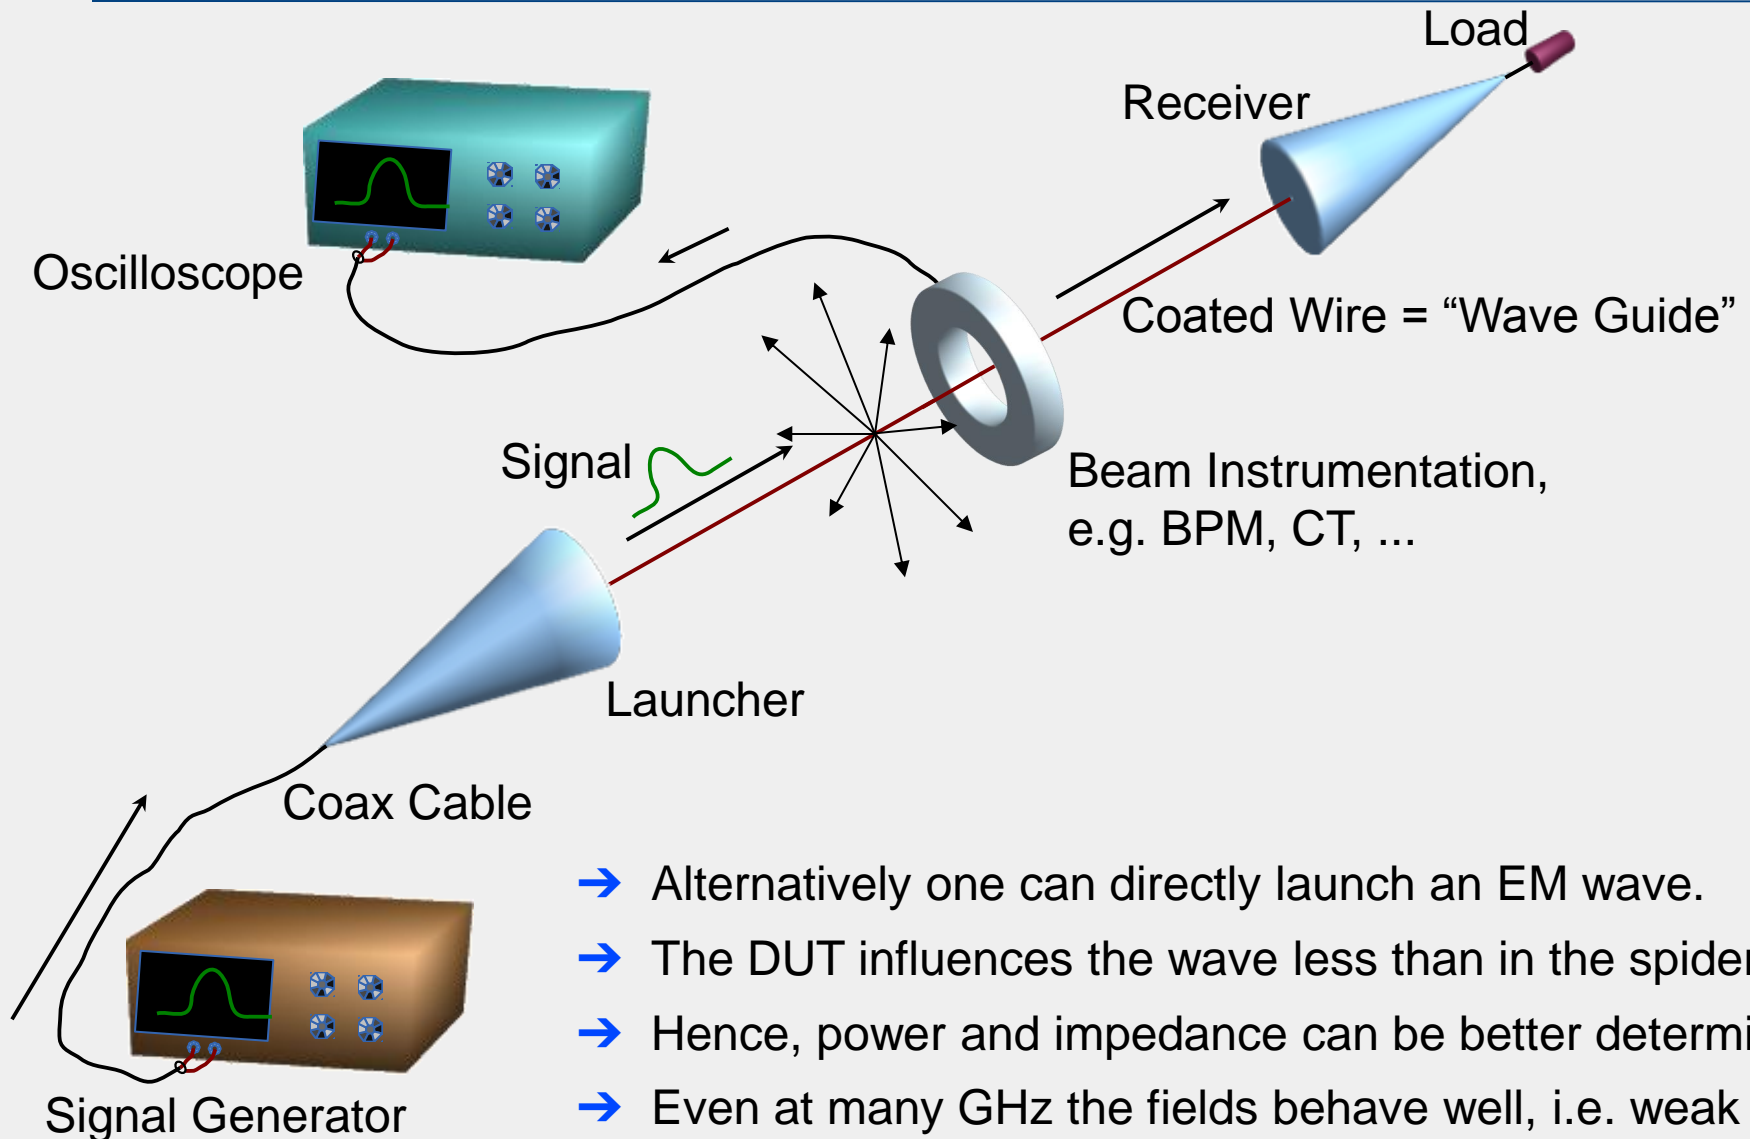 Load
Receiver
Oscilloscope
Coated Wire = “Wave Guide”
Signal
Beam Instrumentation,
e.g. BPM, CT, ...
Launcher
Coax Cable
➔ Alternatively one can directly launch an EM wave.
➔ The DUT influences the wave less than in the spider
➔ Hence, power and impedance can be better determi
➔ Even at many GHz the fields behave well, i.e. weak
Signal Generator